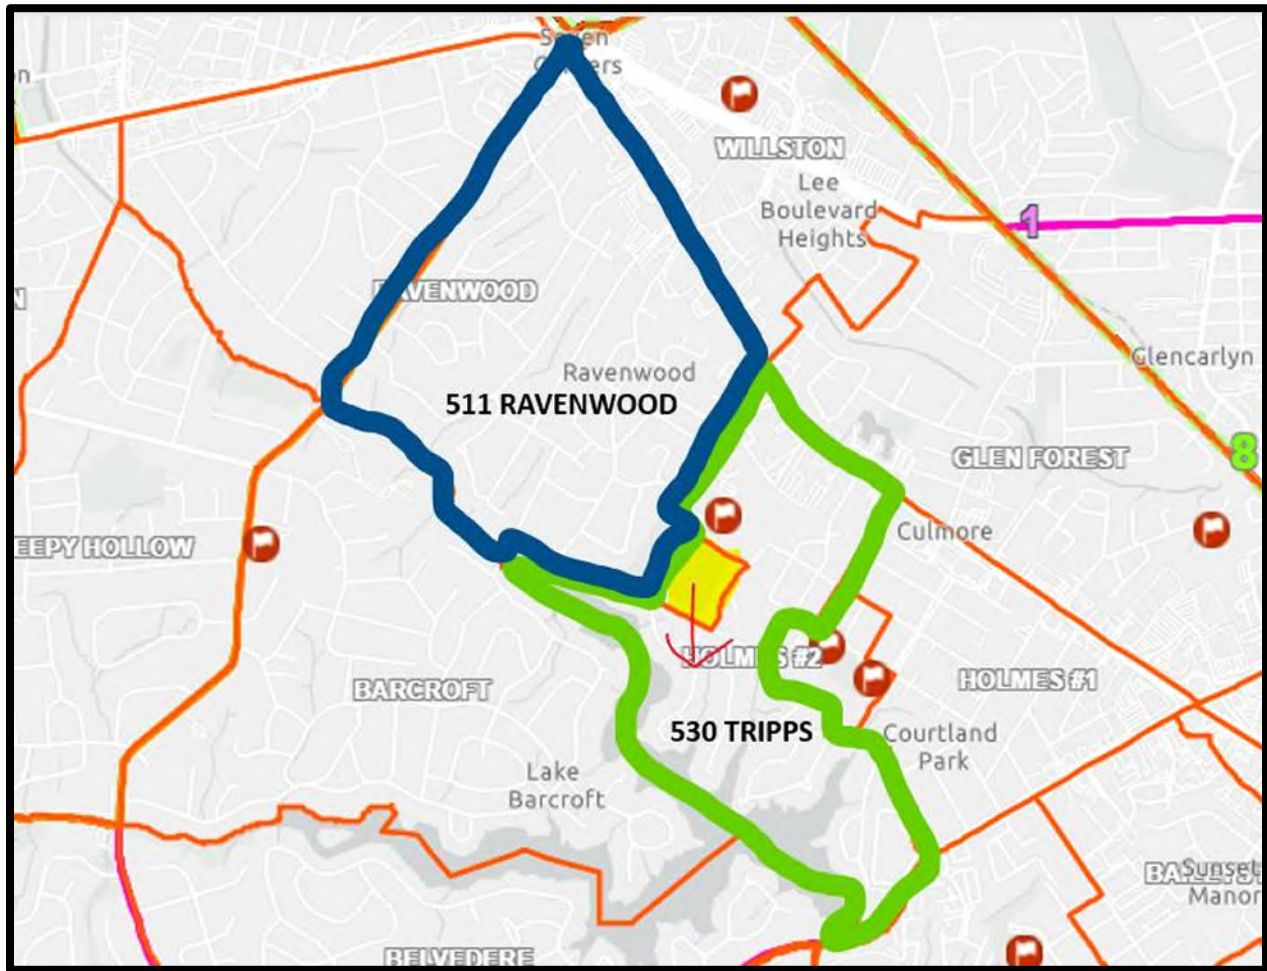 WILLSTON
Lee
Boulevard
Heights
1
RAVENWOOD
Glencarlyn
Ravenwood
511 RAVENWOOD
8
GLEN FOREST
Culmore
EEPY HOLLOW
HOLMES #2
HOLMES #1
BARCROFT
530 TRIPPS
Courtland
Park
Lake
Barcroft
Sunset
Manor
BELVEDERE